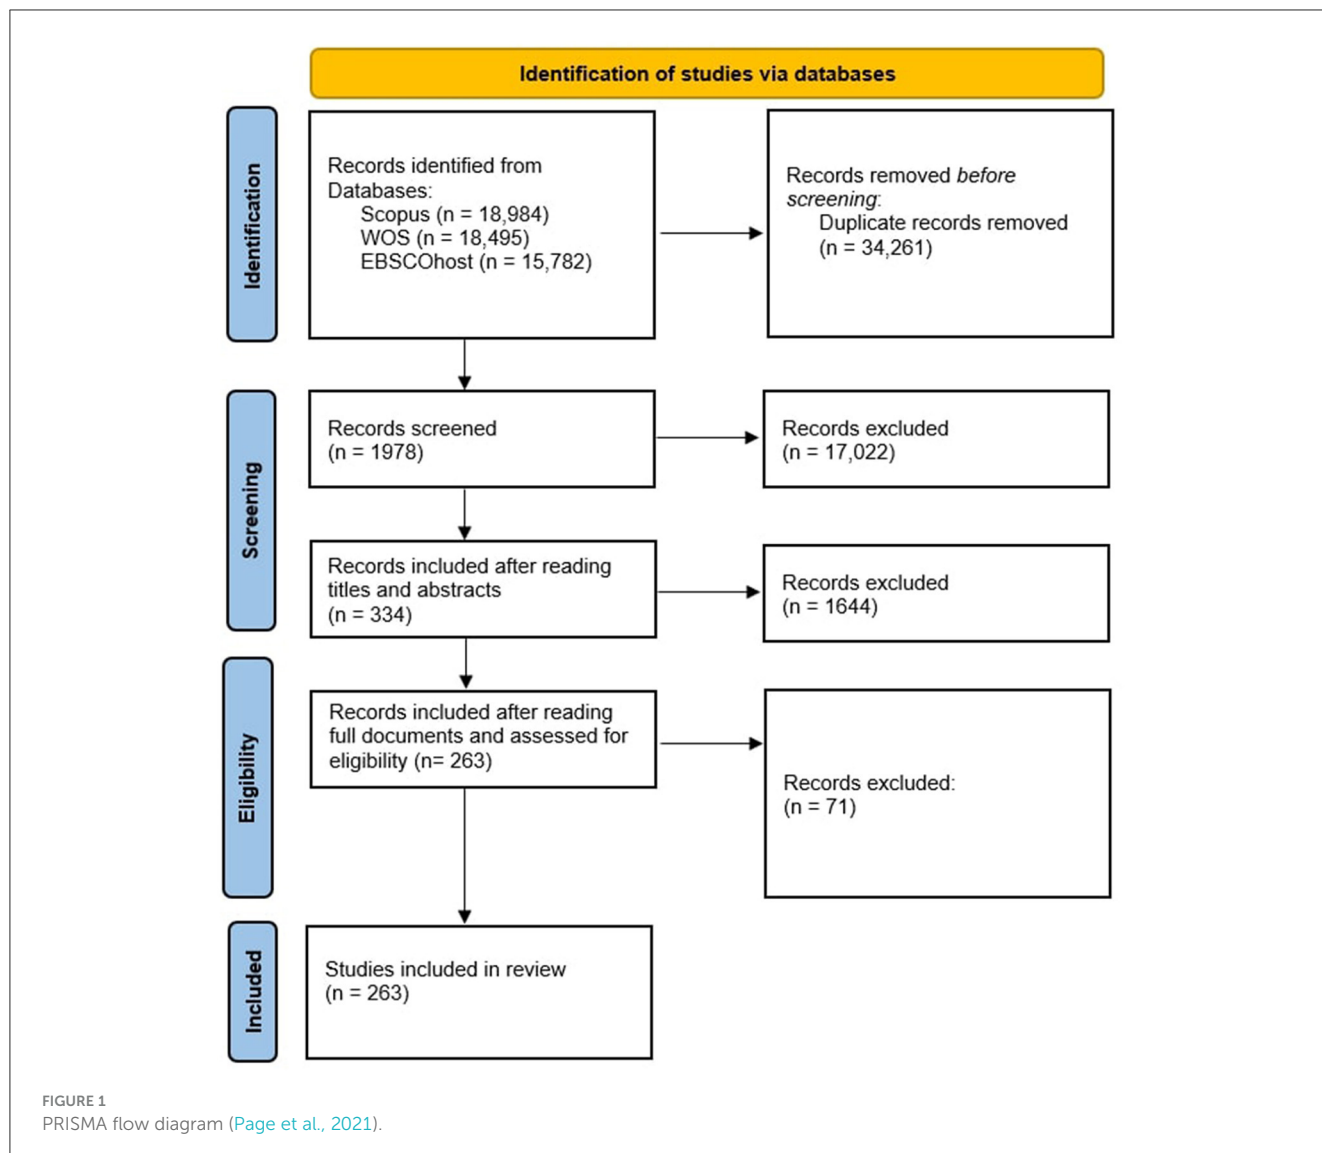 Identification of studies via databases
Identification
Records identified from
Databases:
Scopus (n = 18,984)
WOS (n = 18,495)
EBSCOhost (n = 15,782)
Records removed before
screening:
Duplicate records removed
(n = 34,261)
Screening
Records screened
(n = 1978)
Records excluded
(n = 17,022)
Records included after reading
titles and abstracts
(n = 334)
Records excluded
(n = 1644)
Eligibility
Records included after reading
full documents and assessed for
eligibility (n= 263)
Records excluded:
(n = 71)
Included
Studies included in review
(n = 263)
FIGURE 1
PRISMA flow diagram (Page et al., 2021).